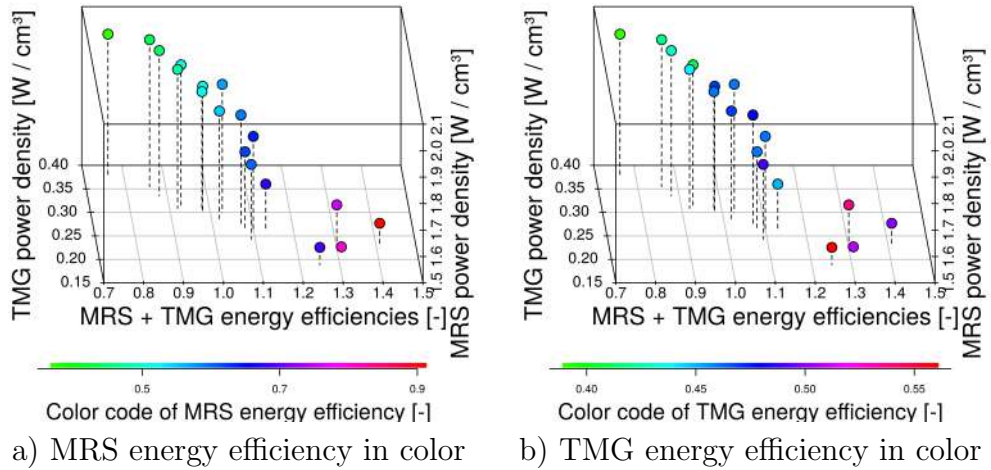 TMG power density [W / cm³]
0.40
0.35
0.30
0.25
0.20
0.15
0.7 0.8 0.9 1.0 1.1 1.2 1.3 1.4 1.5
MRS + TMG energy efficiencies [-]
1.5 1.6 1.7 1.8 1.9 2.0 2.1
MRS power density [W / cm³]
0.5 0.7 0.9
Color code of MRS energy efficiency [-]
a) MRS energy efficiency in color
TMG power density [W / cm³]
0.40
0.35
0.30
0.25
0.20
0.15
0.7 0.8 0.9 1.0 1.1 1.2 1.3 1.4 1.5
MRS + TMG energy efficiencies [-]
1.5 1.6 1.7 1.8 1.9 2.0 2.1
MRS power density [W / cm³]
0.40 0.45 0.50 0.55
Color code of TMG energy efficiency [-]
b) TMG energy efficiency in color